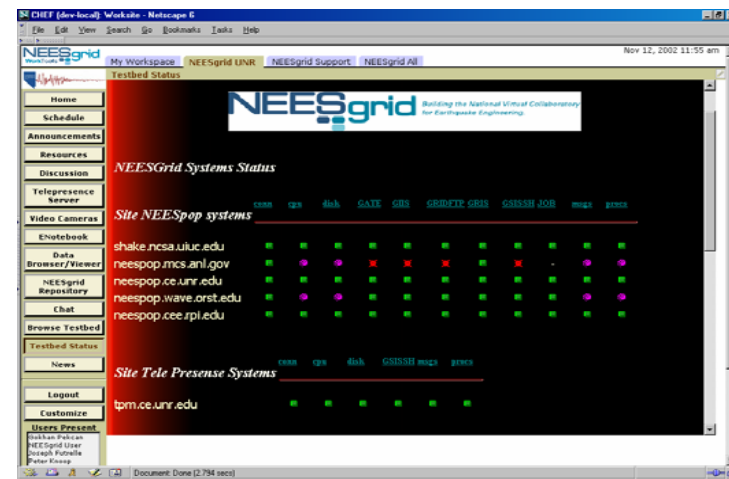 CHEF (dev-local): Worksite - Netscape 6
File Edit View Search Go Bookmarks Tasks Help
NEESgrid
WorkTools
Nov 12, 2002 11:55 am
My Workspace NEESgrid UNR NEESgrid Support NEESgrid All
Testbed Status
Home
Schedule
Announcements
Resources
Discussion
Telepresence
Server
Video Cameras
ENotebook
Data
Browser/Viewer
NEESgrid
Repository
Chat
Browse Testbed
Testbed Status
News
Logout
Customize
Users Present
Gokhan Pekcan
NEESgrid User
Joseph Futrelle
Peter Knoop
NEESgrid
Building the National Virtual Collaboratory
for Earthquake Engineering.
NEESGrid Systems Status
conn cpu disk GATE GRS GRIDFTP GRIS GSISSH JOB msgs procs
Site NEESpop systems
shake.ncsa.uiuc.edu
neespop.mcs.anl.gov -
neespop.ce.unr.edu
neespop.wave.orst.edu
neespop.cee.rpi.edu
conn cpu disk GSISSH msgs procs
Site Tele Presense Systems
tpm.ce.unr.edu
Document: Done (2.794 secs)